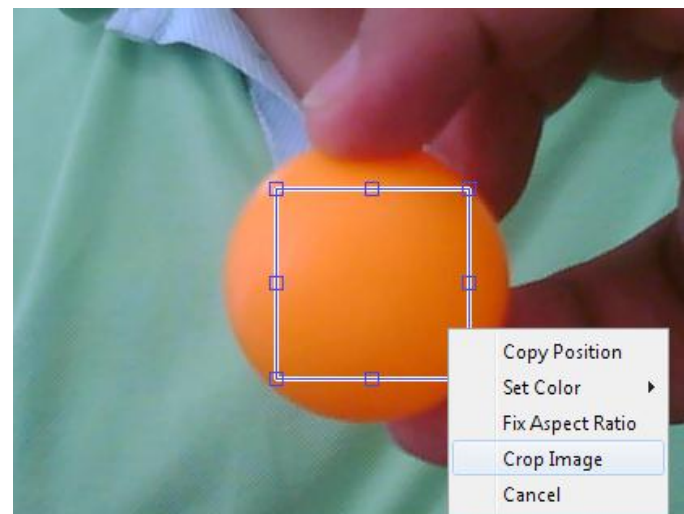 Copy Position
Set Color
Fix Aspect Ratio
Crop Image
Cancel